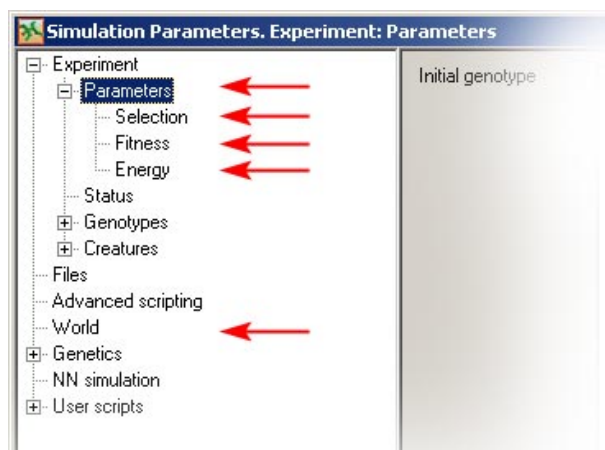 Simulation Parameters. Experiment: Parameters
Experiment
Parameters
Selection
Fitness
Energy
Status
Genotypes
Creatures
Files
Advanced scripting
World
Genetics
NN simulation
User scripts
Initial genotype